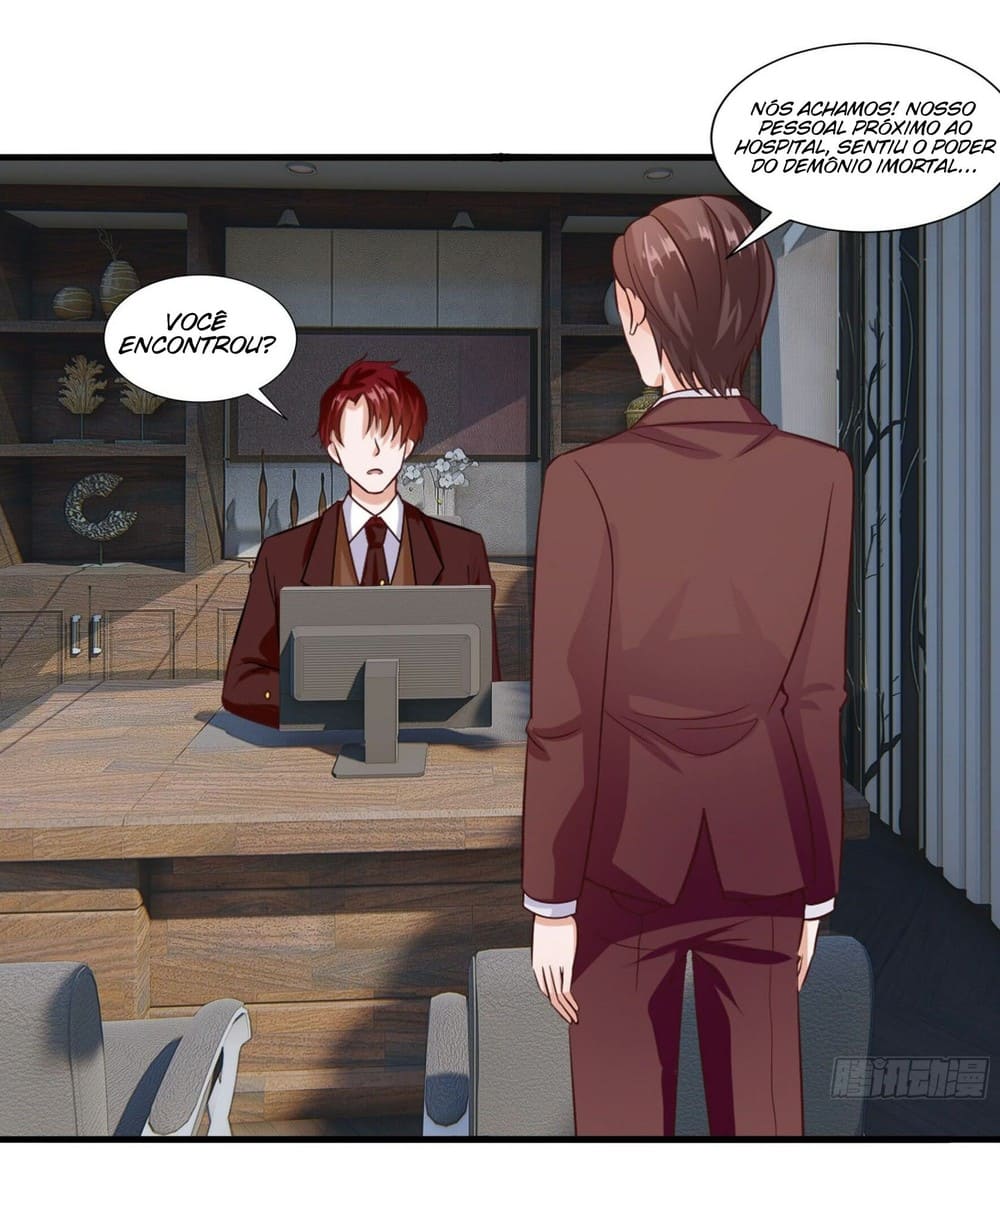 NÓS ACHAMOS! NOSSO
PESSOAL PRÓXIMO AO
HOSPITAL, SENTIU O PODER
DO DEMÔNIO IMORTAL...
VOCÊ
ENCONTROU?
腾讯动漫